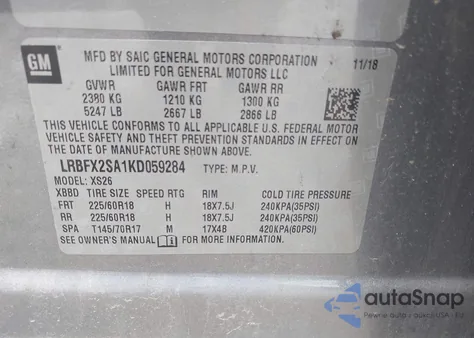 GM
MFD BY SAIC GENERAL MOTORS CORPORATION
LIMITED FOR GENERAL MOTORS LLC
11/18
GVWR GAWR FRT GAWR RR
2380 KG 1210 KG 1300 KG
5247 LB 2667 LB 2866 LB
THIS VEHICLE CONFORMS TO ALL APPLICABLE U.S. FEDERAL MOTOR
VEHICLE SAFETY AND THEFT PREVENTION STANDARDS IN EFFECT ON
THE DATE OF MANUFACTURE SHOWN ABOVE.
LRBFX2SA1KD059284 TYPE: M.P.V.
MODEL: XS26
XBBD TIRE SIZE SPEED RTG RIM COLD TIRE PRESSURE
FRT 225/60R18 H 18X7.5J 240KPA(35PSI)
RR 225/60R18 H 18X7.5J 240KPA(35PSI)
SPA T145/70R17 M 17X4B 420KPA(60PSI)
SEE OWNER'S MANUAL FOR MORE INFORMATION.
autoSnap